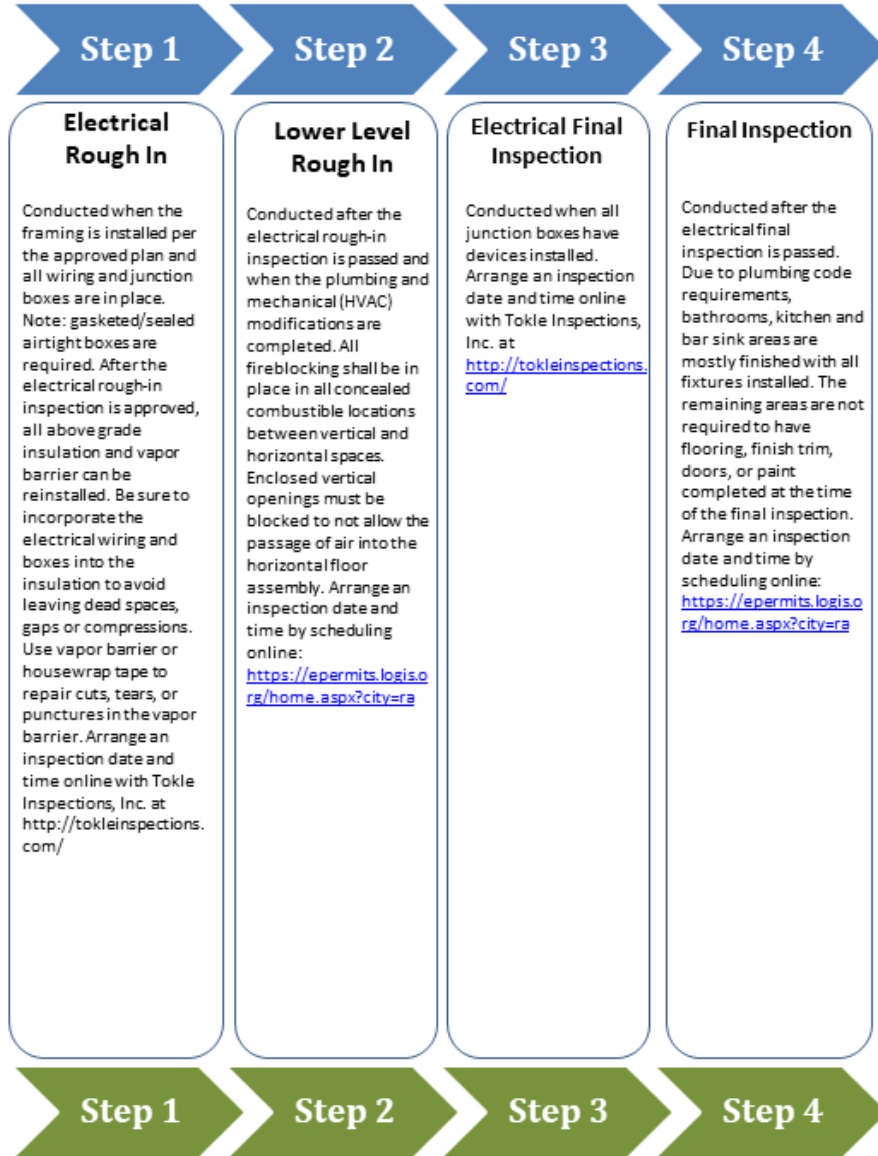 Step 1
Step 2
Step 3
Step 4
Electrical
Rough In
Conducted when the
framing is installed per
the approved plan and
all wiring and junction
boxes are in place.
Note: gasketed/sealed
airtight boxes are
required. After the
electrical rough-in
inspection is approved,
all above grade
insulation and vapor
barrier can be
reinstalled. Be sure to
incorporate the
electrical wiring and
boxes into the
insulation to avoid
leaving dead spaces,
gaps or compressions.
Use vapor barrier or
housewrap tape to
repair cuts, tears, or
punctures in the vapor
barrier. Arrange an
inspection date and
time online with Tokle
Inspections, Inc. at
http://tokleinspections.
com/
Lower Level
Rough In
Conducted after the
electrical rough-in
inspection is passed and
when the plumbing and
mechanical (HVAC)
modifications are
completed. All
fireblocking shall be in
place in all concealed
combustible locations
between vertical and
horizontal spaces.
Enclosed vertical
openings must be
blocked to not allow the
passage of air into the
horizontal floor
assembly. Arrange an
inspection date and
time by scheduling
online:
https://epermits.logis.o
rg/home.aspx?city=ra
Electrical Final
Inspection
Conducted when all
junction boxes have
devices installed.
Arrange an inspection
date and time online
with Tokle Inspections,
Inc. at
http://tokleinspections.
com/
Final Inspection
Conducted after the
electrical final
inspection is passed.
Due to plumbing code
requirements,
bathrooms, kitchen and
bar sink areas are
mostly finished with all
fixtures installed. The
remaining areas are not
required to have
flooring, finish trim,
doors, or paint
completed at the time
of the final inspection.
Arrange an inspection
date and time by
scheduling online:
https://epermits.logis.o
rg/home.aspx?city=ra
Step 1
Step 2
Step 3
Step 4